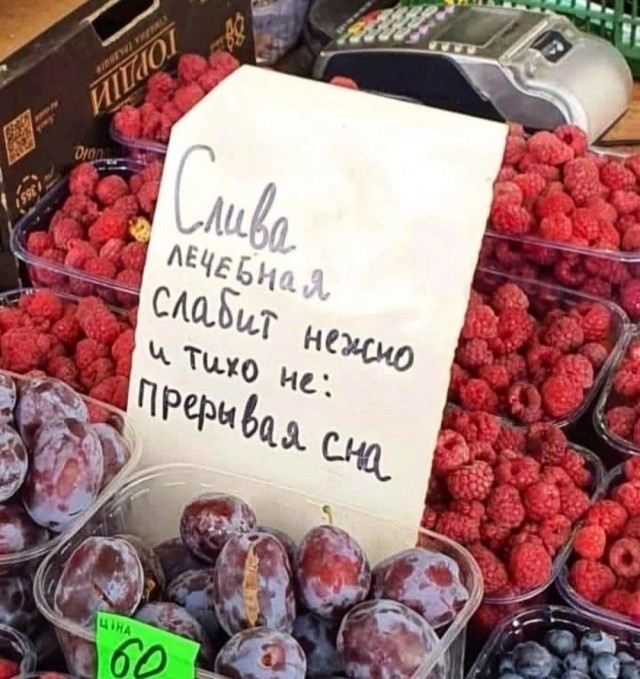 Слива
лечебная
слабит нежно
и тихо не:
прерывая сна
ЦІНА
60